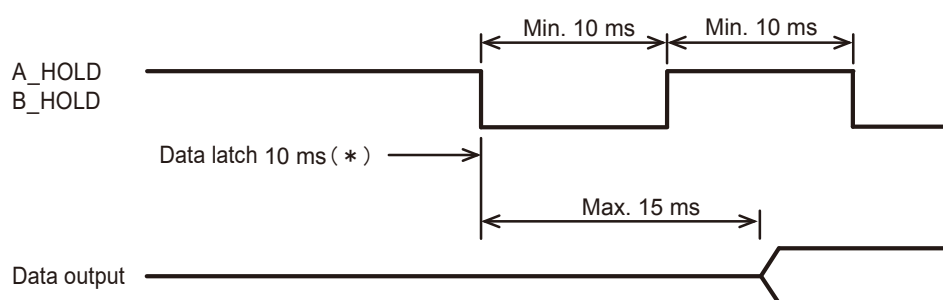 Min. 10 ms Min. 10 ms
A_HOLD
B_HOLD
Data latch 10 ms(*)
Max. 15 ms
Data output